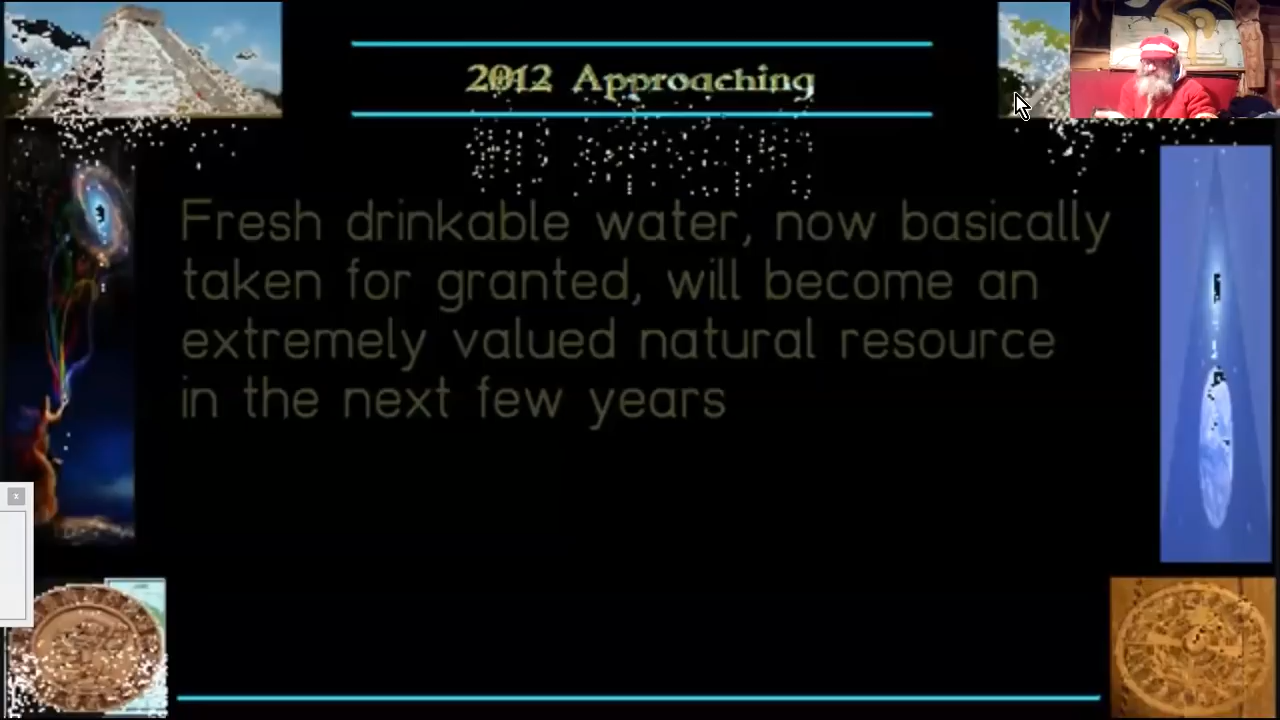 2012 Approaching
Fresh drinkable water, now basically
taken for granted, will become an
extremely valued natural resource
in the next few years